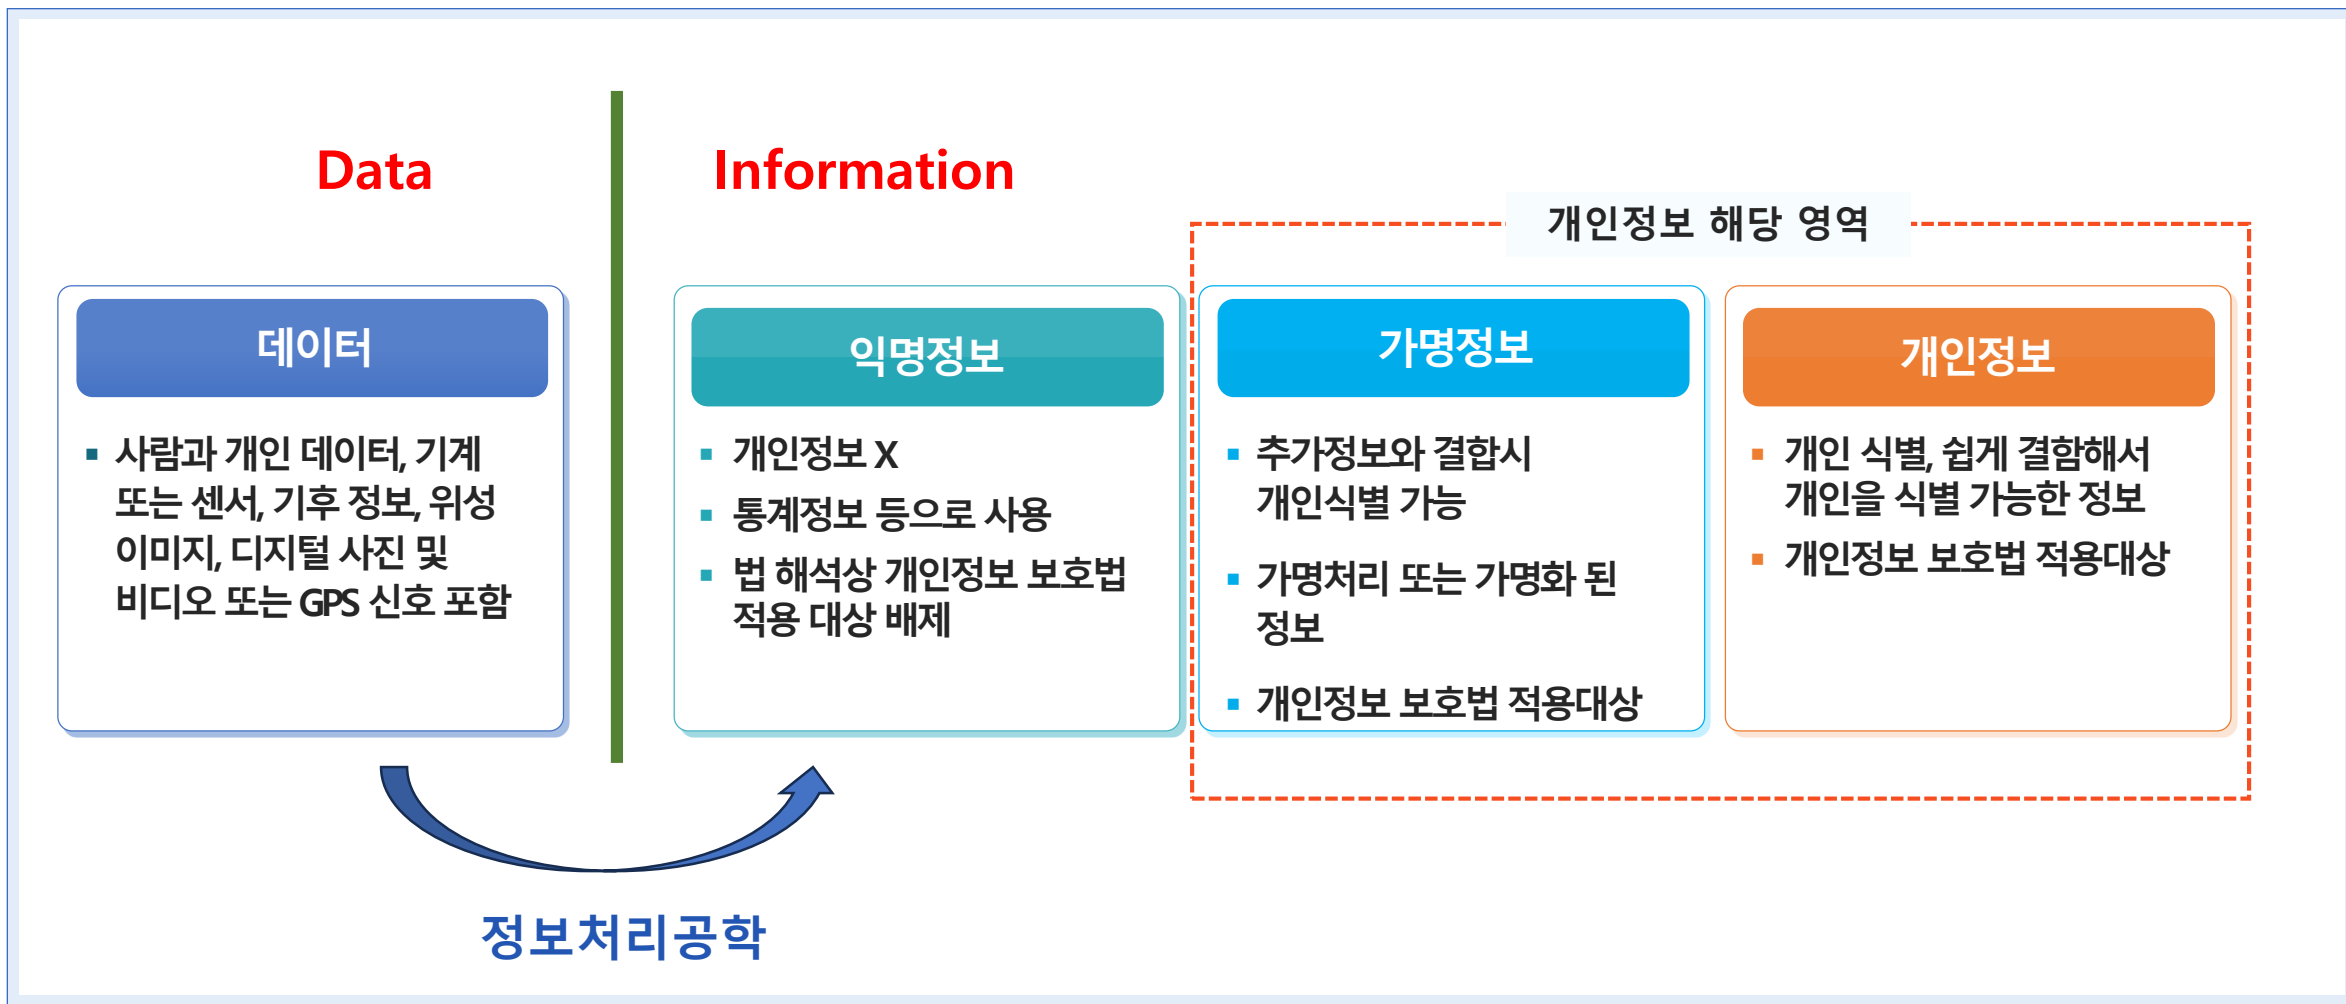 Data
Information
개인정보 해당 영역
데이터
사람과 개인 데이터, 기계
또는 센서, 기후 정보, 위성
이미지, 디지털 사진 및
비디오 또는 GPS 신호 포함
익명정보
개인정보 X
통계정보 등으로 사용
법 해석상 개인정보 보호법
적용 대상 배제
가명정보
추가정보와 결합시
개인식별 가능
가명처리 또는 가명화 된
정보
개인정보 보호법 적용대상
개인정보
개인 식별, 쉽게 결함해서
개인을 식별 가능한 정보
개인정보 보호법 적용대상
정보처리공학